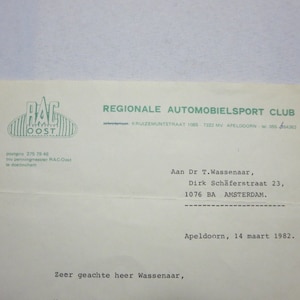 RAC
OOST
REGIONALE AUTOMOBIELSPORT CLUB
APELDOORN
Aan Dr T.Wassenaar,
Dirk Schäferstraat 23,
1076 BA AMSTERDAM.
Apeldoorn, 14 maart 1982.
Zeer geachte heer Wassenaar,